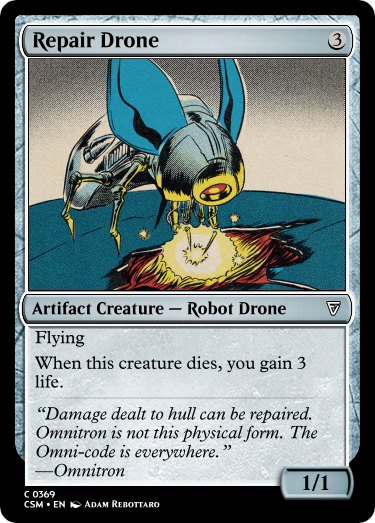 Repair Drone 3
Artifact Creature — Robot Drone
Flying
When this creature dies, you gain 3
life.
“Damage dealt to hull can be repaired.
Omnitron is not this physical form. The
Omni-code is everywhere.”
—Omnitron
1/1
C 0369
CSM • EN Adam Rebottaro